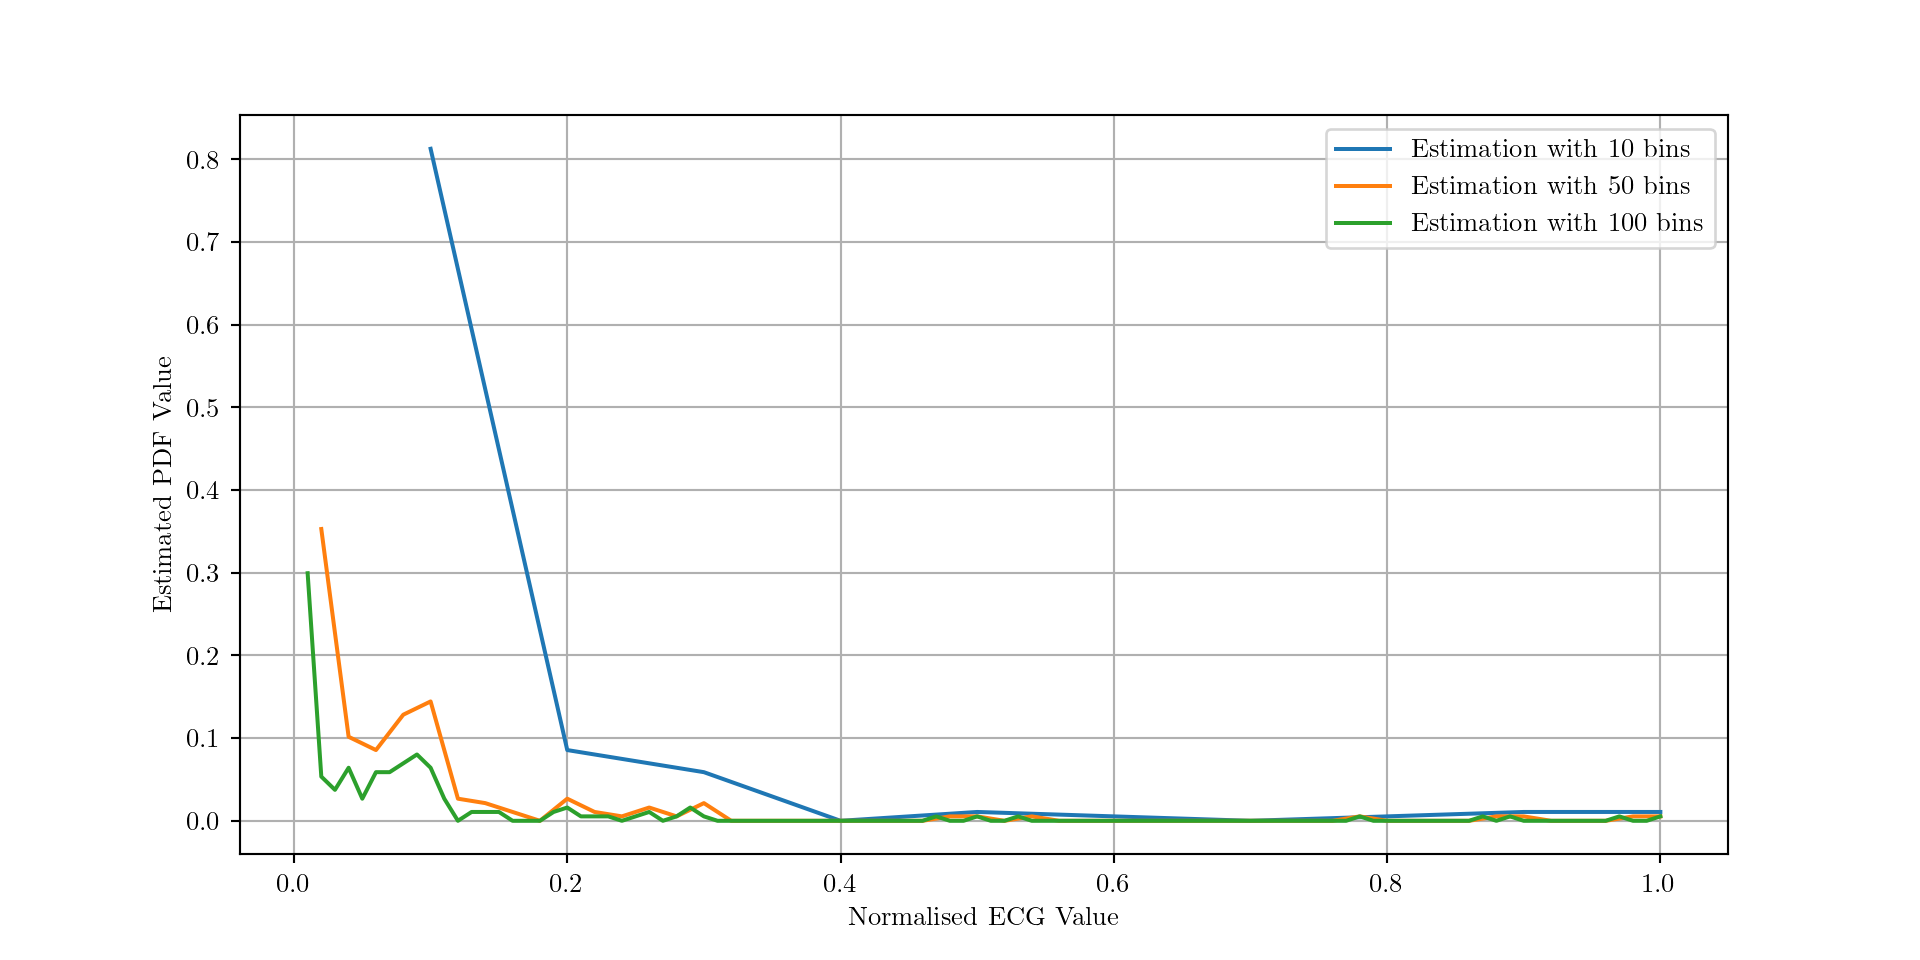 Estimation with 10 bins
Estimation with 50 bins
Estimation with 100 bins
0.8
0.7
0.6
0.5
0.4
0.3
0.2
0.1
0.0
Estimated PDF Value
0.0 0.2 0.4 0.6 0.8 1.0
Normalised ECG Value